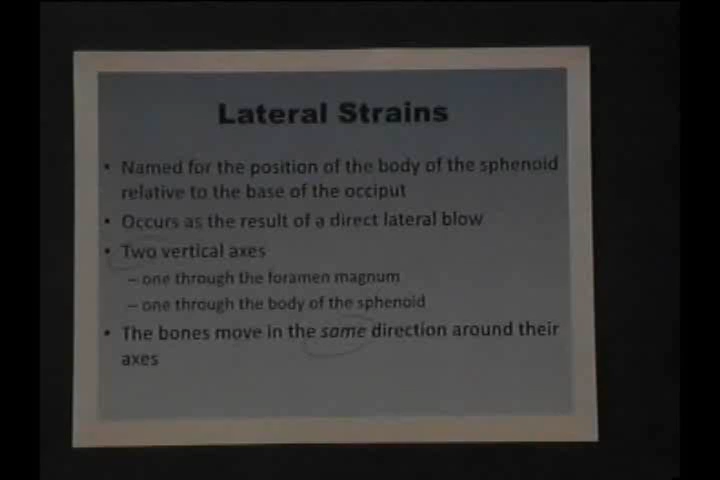 Lateral Strains
• Named for the position of the body of the sphenoid
relative to the base of the occiput
• Occurs as the result of a direct lateral blow
• Two vertical axes
– one through the foramen magnum
– one through the body of the sphenoid
• The bones move in the same direction around their
axes